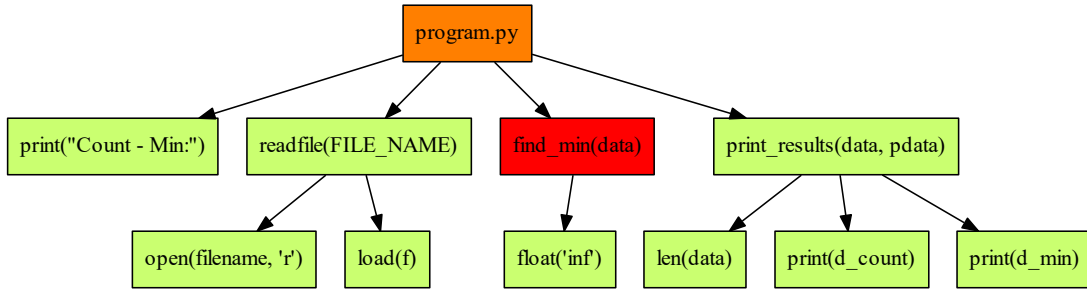 program.py
print("Count - Min:")
readfile(FILE_NAME)
find_min(data)
print_results(data, pdata)
open(filename, 'r')
load(f)
float('inf')
len(data)
print(d_count)
print(d_min)